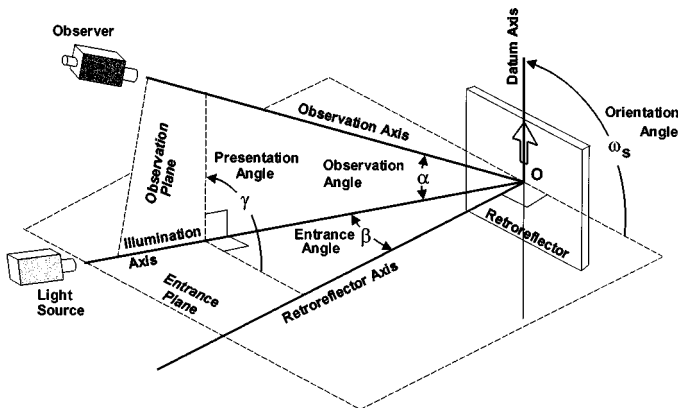 Observer
Datum Axis
Orientation
Angle
ωs
Observation Axis
Observation
Plane
Presentation
Angle
Observation
Angle
α
O
γ
Illumination
Axis
Entrance
Angle
β
Retroreflector
Entrance
Plane
Retroreflector Axis
Light
Source